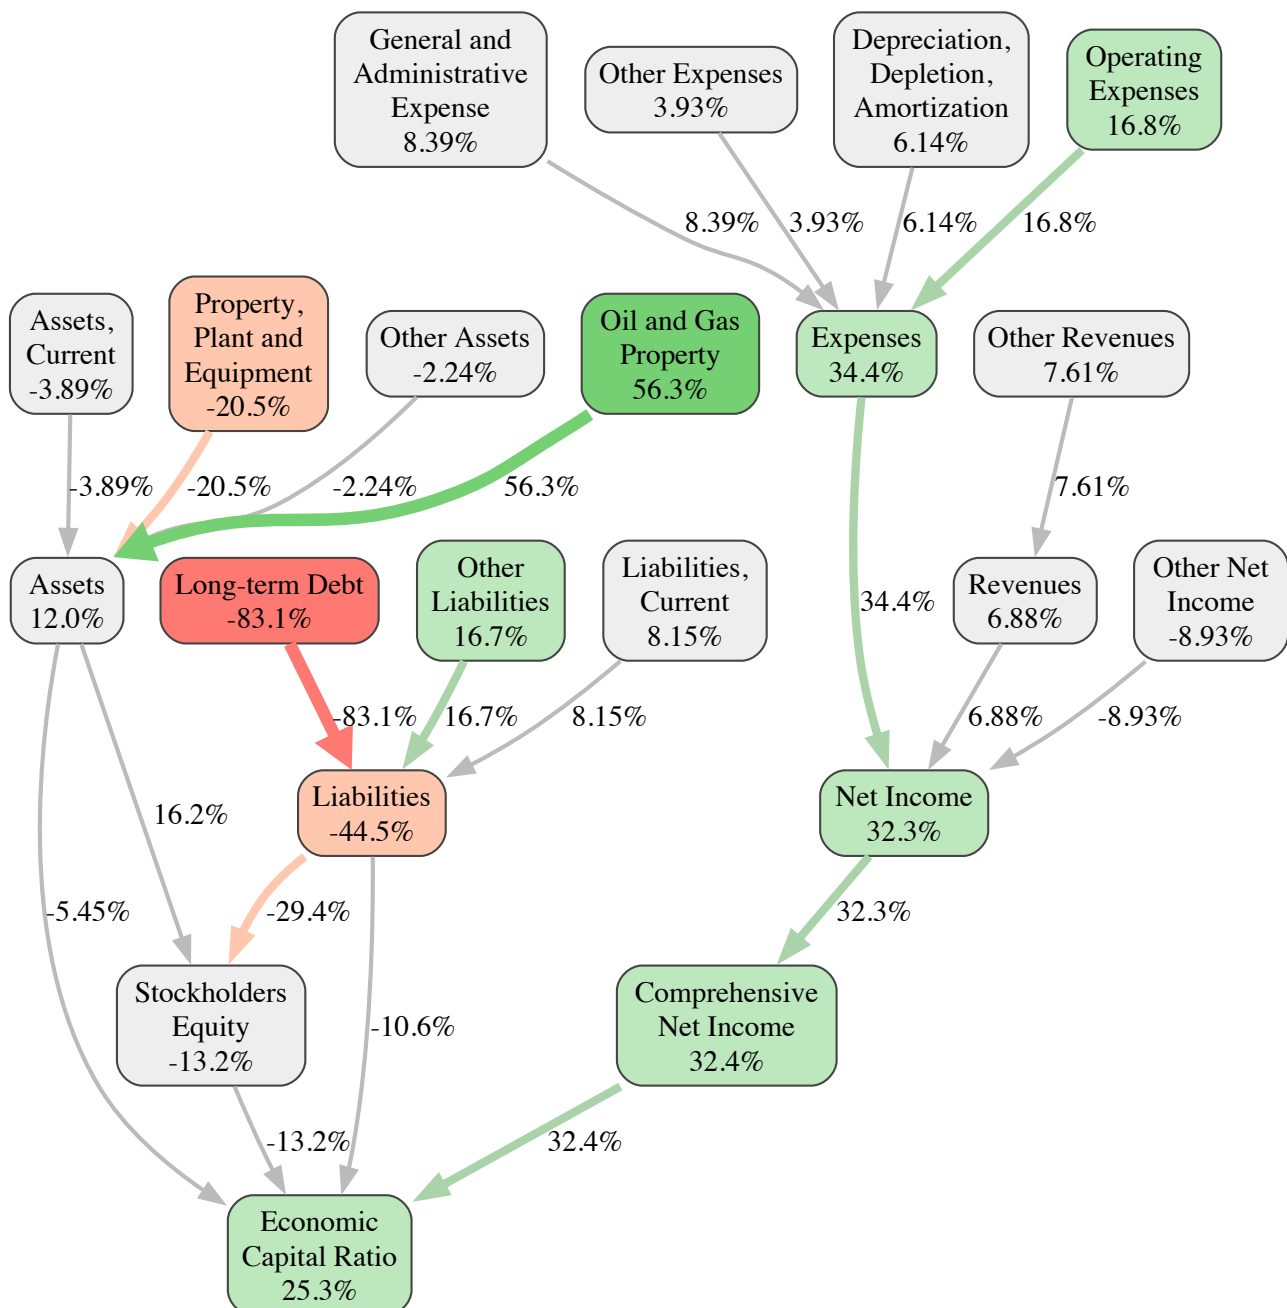 General and
Administrative
Expense
8.39%
Other Expenses
3.93%
Depreciation,
Depletion,
Amortization
6.14%
Operating
Expenses
16.8%
8.39%
3.93%
6.14%
16.8%
Assets,
Current
-3.89%
Property,
Plant and
Equipment
-20.5%
Other Assets
-2.24%
Oil and Gas
Property
56.3%
Expenses
34.4%
Other Revenues
7.61%
-3.89%
-20.5%
-2.24%
56.3%
7.61%
Assets
12.0%
Long-term Debt
-83.1%
Other
Liabilities
16.7%
Liabilities,
Current
8.15%
34.4%
Revenues
6.88%
Other Net
Income
-8.93%
-83.1%
16.7%
8.15%
6.88%
-8.93%
16.2%
Liabilities
-44.5%
Net Income
32.3%
-5.45%
-29.4%
32.3%
Stockholders
Equity
-13.2%
-10.6%
Comprehensive
Net Income
32.4%
-13.2%
32.4%
Economic
Capital Ratio
25.3%